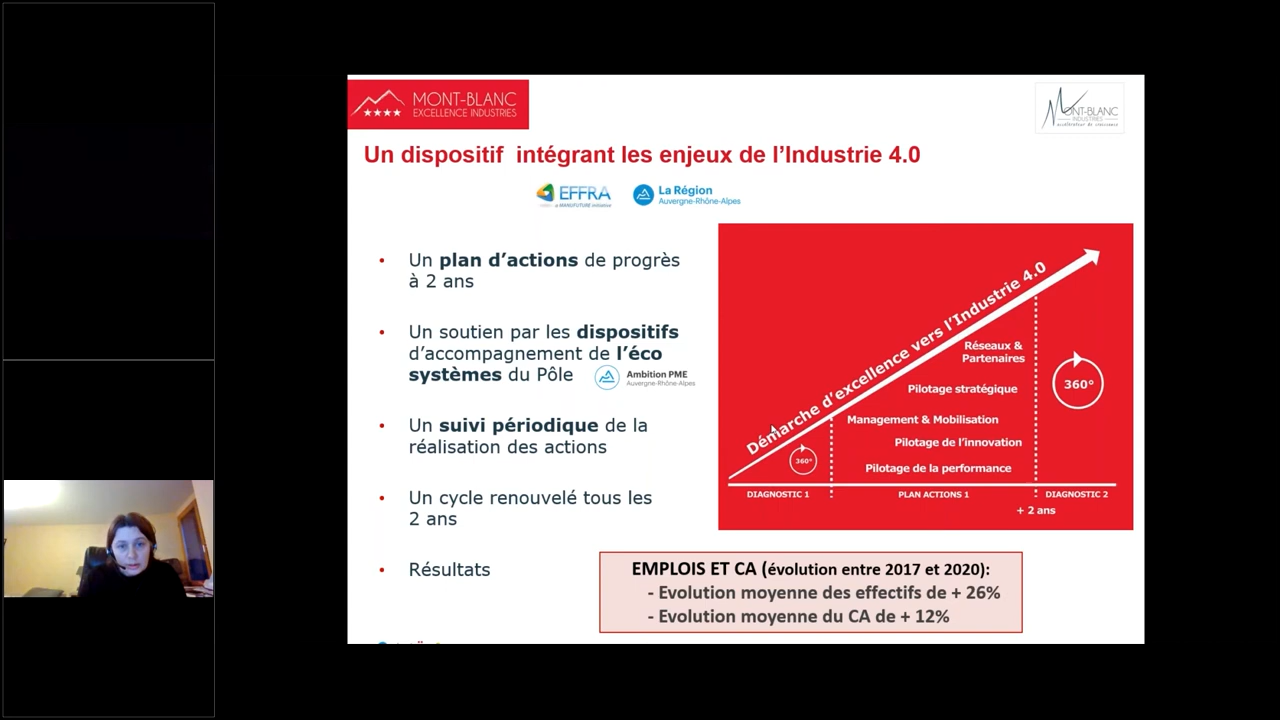 MONT-BLANC
EXCELLENCE INDUSTRIES
MONT-BLANC
INDUSTRIES
Un dispositif intégrant les enjeux de l’Industrie 4.0
EFFRA
a MANUFUTURE initiative
La Région
Auvergne-Rhône-Alpes
• Un plan d’actions de progrès
à 2 ans
• Un soutien par les dispositifs
d’accompagnement de l’éco
systèmes du Pôle
Ambition PME
Auvergne-Rhône-Alpes
• Un suivi périodique de la
réalisation des actions
• Un cycle renouvelé tous les
2 ans
• Résultats
Démarche d’excellence vers l’Industrie 4.0
Réseaux &
Partenaires
Pilotage stratégique
360°
Management & Mobilisation
Pilotage de l’innovation
360°
Pilotage de la performance
DIAGNOSTIC 1
PLAN ACTIONS 1
DIAGNOSTIC 2
+ 2 ans
EMPLOIS ET CA (évolution entre 2017 et 2020):
- Evolution moyenne des effectifs de + 26%
- Evolution moyenne du CA de + 12%